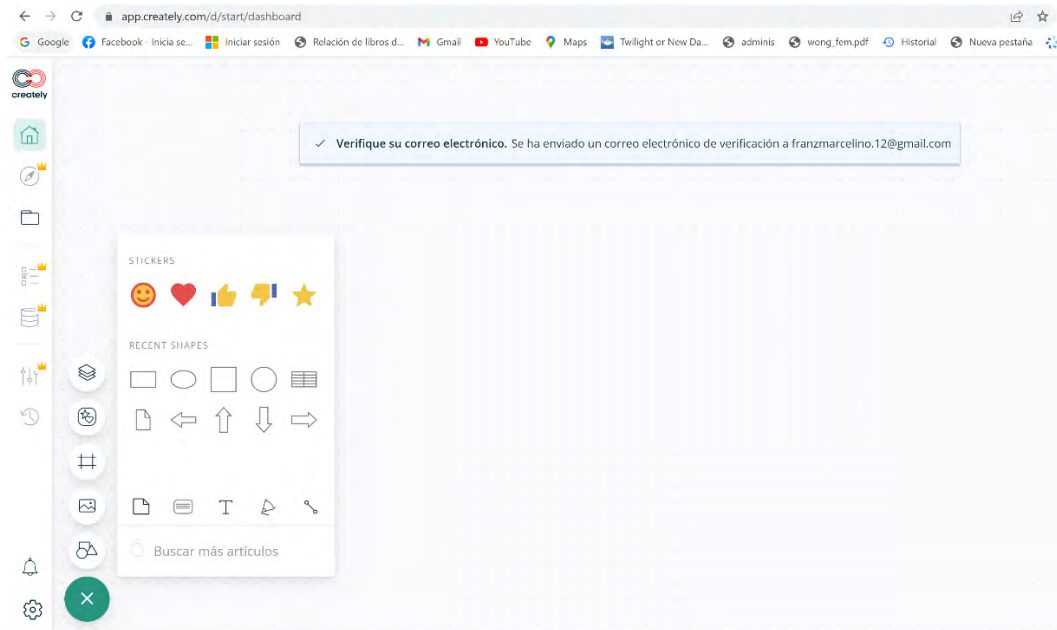 app.creately.com/d/start/dashboard
Google Facebook - Inicia se... Iniciar sesión Relación de libros d... Gmail YouTube Maps Twilight or New Da... adminis wong_fem.pdf Historial Nueva pestaña
creately
Verifique su correo electrónico. Se ha enviado un correo electrónico de verificación a franzmarcelino.12@gmail.com
STICKERS
RECENT SHAPES
Buscar más artículos